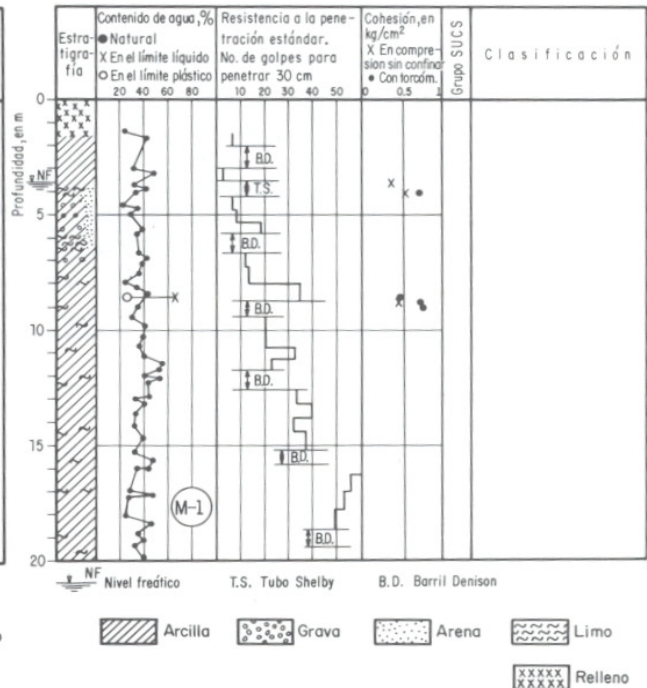 Estra-
tigra-
fía
Contenido de agua, %
● Natural
X En el límite líquido
O En el límite plástico
20 40 60 80
Resistencia a la pene-
tración estándar.
No. de golpes para
penetrar 30 cm
10 20 30 40 50
Cohesión, en
kg/cm²
X En compre-
sion sin confinar
● Con torcóm.
0 0.5 1
Grupo SUCS
Clasificación
Profundidad, en m
0
NF
5
10
15
20
B.D.
T.S.
B.D.
B.D.
B.D.
B.D.
B.D.
M-1
NF Nivel freático
T.S. Tubo Shelby
B.D. Barril Denison
Arcilla
Grava
Arena
Limo
Relleno